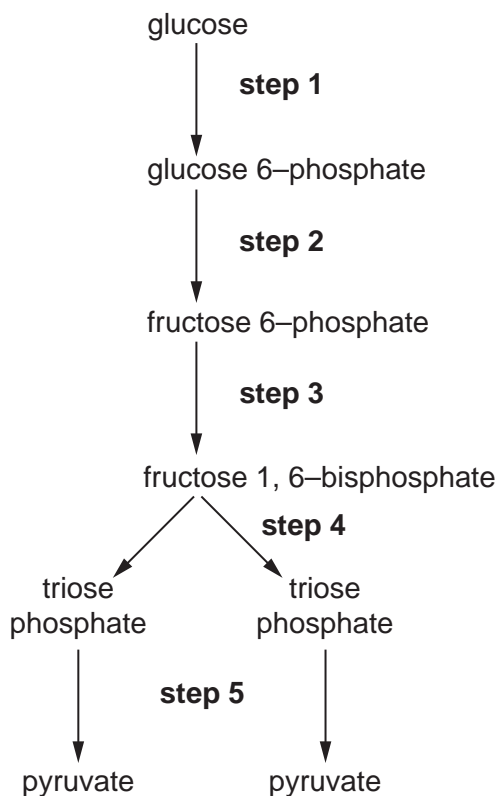 glucose
step 1
glucose 6–phosphate
step 2
fructose 6–phosphate
step 3
fructose 1, 6–bisphosphate
step 4
triose
phosphate
triose
phosphate
step 5
pyruvate
pyruvate